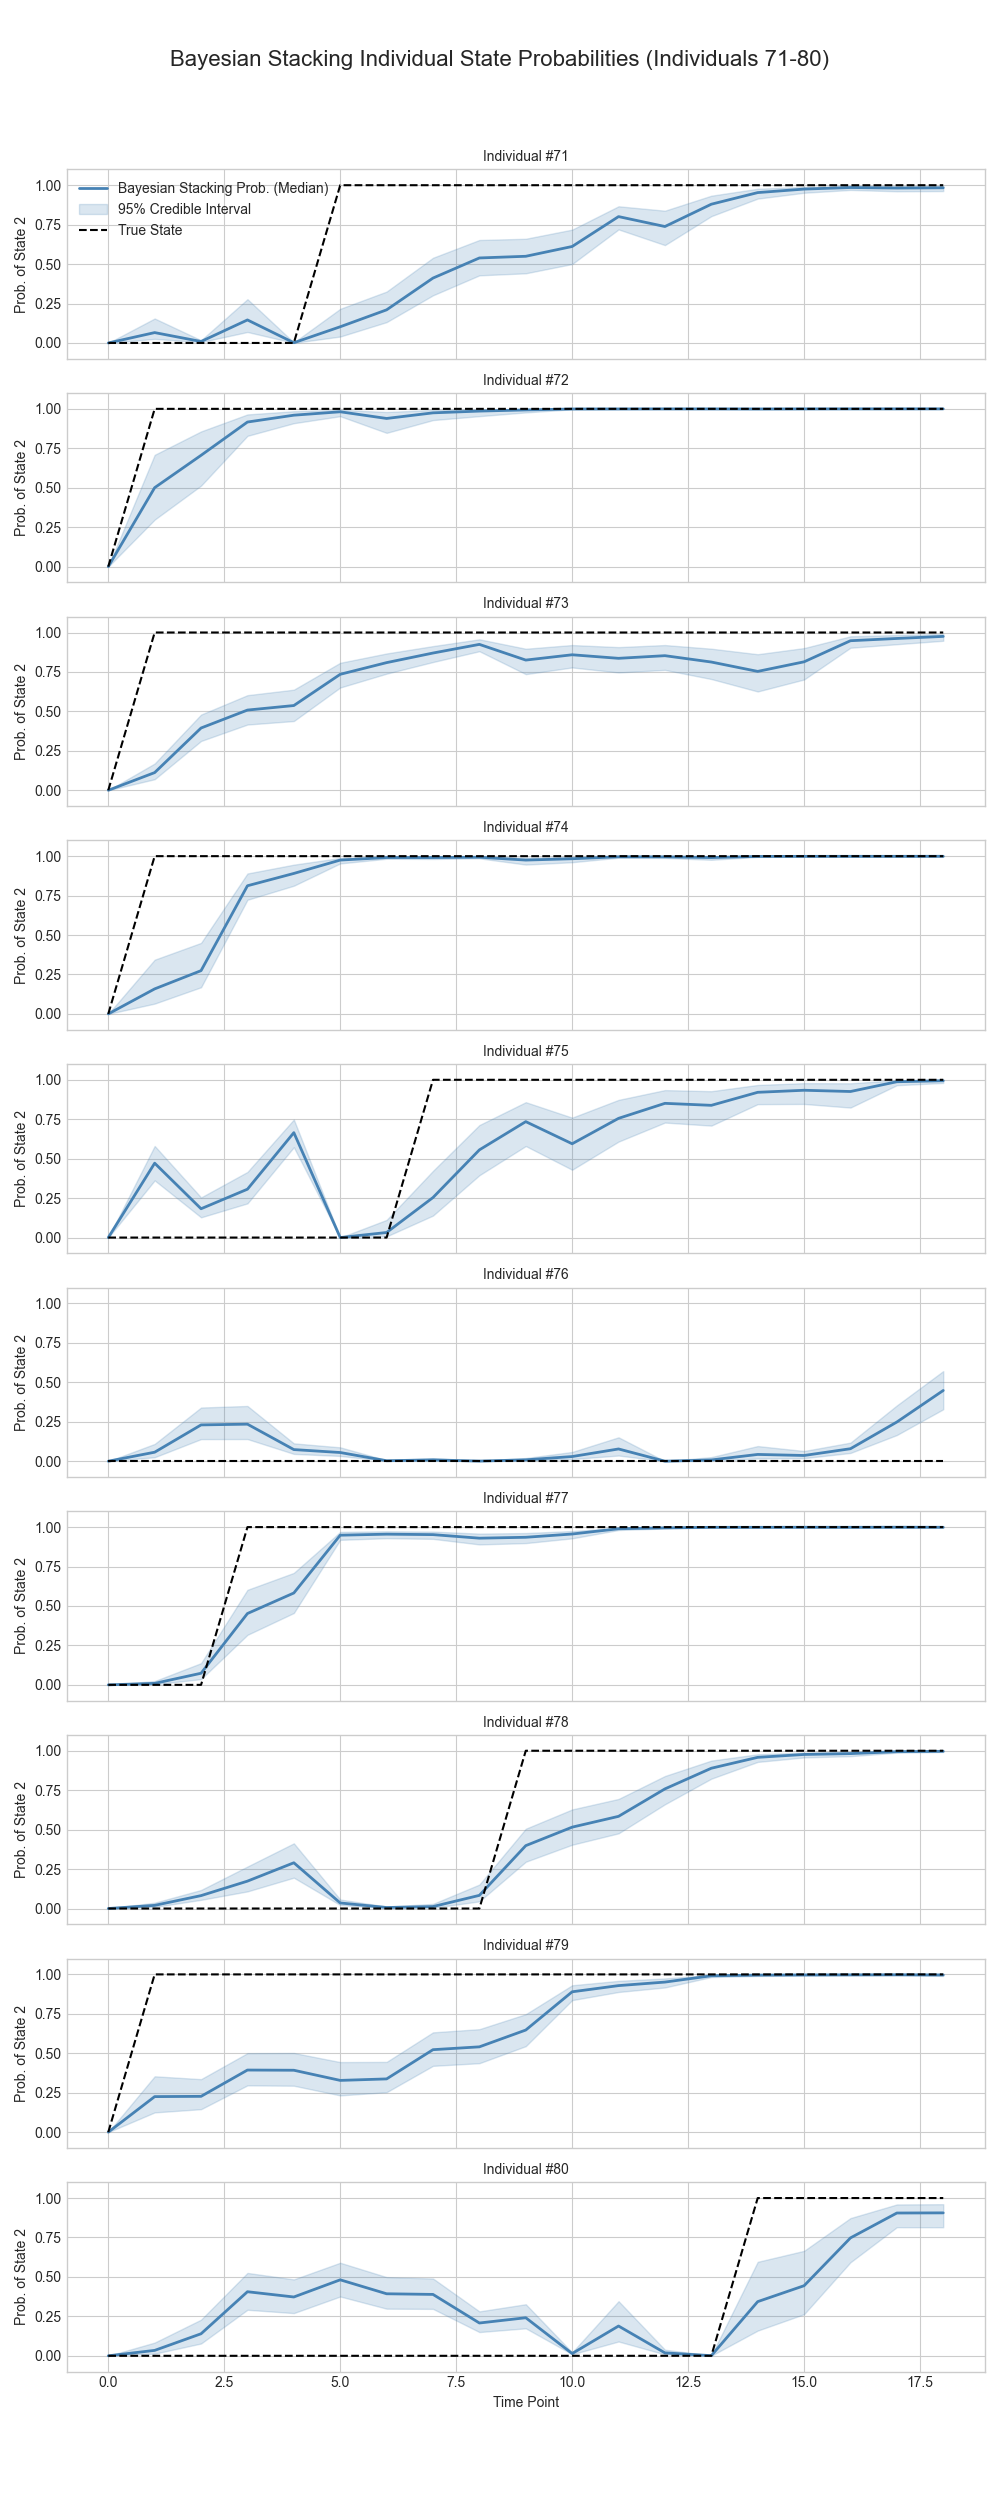 Bayesian Stacking Individual State Probabilities (Individuals 71-80)
Individual #71
1.00
0.75
0.50
0.25
0.00
Prob. of State 2
Bayesian Stacking Prob. (Median)
95% Credible Interval
True State
Individual #72
1.00
0.75
0.50
0.25
0.00
Prob. of State 2
Individual #73
1.00
0.75
0.50
0.25
0.00
Prob. of State 2
Individual #74
1.00
0.75
0.50
0.25
0.00
Prob. of State 2
Individual #75
1.00
0.75
0.50
0.25
0.00
Prob. of State 2
Individual #76
1.00
0.75
0.50
0.25
0.00
Prob. of State 2
Individual #77
1.00
0.75
0.50
0.25
0.00
Prob. of State 2
Individual #78
1.00
0.75
0.50
0.25
0.00
Prob. of State 2
Individual #79
1.00
0.75
0.50
0.25
0.00
Prob. of State 2
Individual #80
1.00
0.75
0.50
0.25
0.00
Prob. of State 2
0.0 2.5 5.0 7.5 10.0 12.5 15.0 17.5
Time Point